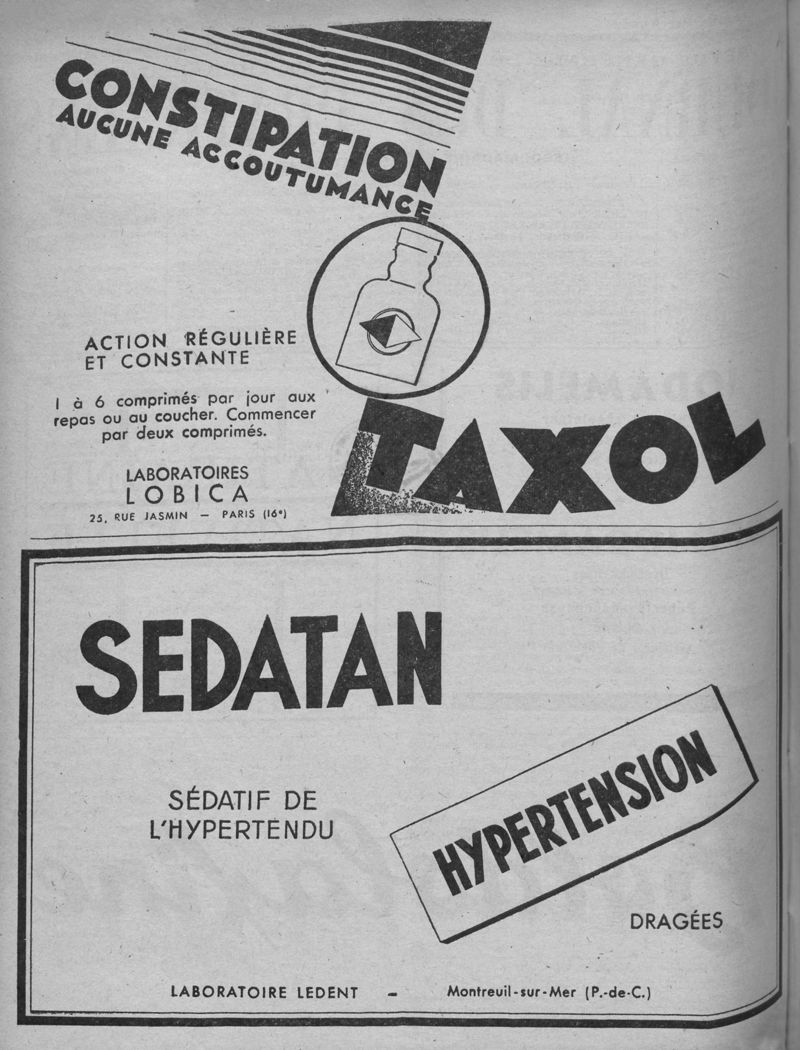 CONSTIPATION
AUCUNE ACCOUTUMANCE
ACTION RÉGULIÈRE
ET CONSTANTE
1 à 6 comprimés par jour aux
repas ou au coucher. Commencer
par deux comprimés.
LABORATOIRES
LOBICA
25, RUE JASMIN — PARIS (16e)
TAXOL
SEDATAN
SÉDATIF DE
L'HYPERTENDU
HYPERTENSION
DRAGÉES
LABORATOIRE LEDENT – Montreuil-sur-Mer (P.-de-C.)